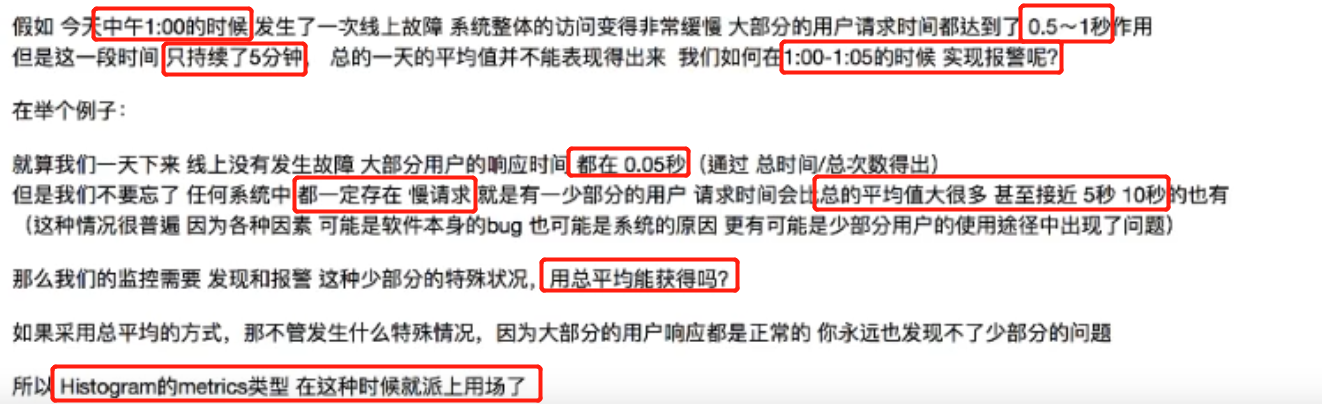 假如 今天中午1:00的时候 发生了一次线上故障 系统整体的访问变得非常缓慢 大部分的用户请求时间都达到了 0.5～1秒作用
但是这一段时间 只持续了5分钟， 总的一天的平均值并不能表现得出来 我们如何在1:00-1:05的时候 实现报警呢?
在举个例子：
就算我们一天下来 线上没有发生故障 大部分用户的响应时间 都在 0.05秒（通过 总时间/总次数得出）
但是我们不要忘了 任何系统中 都一定存在 慢请求 就是有一少部分的用户 请求时间会比总的平均值大很多 甚至接近 5秒 10秒的也有
（这种情况很普遍 因为各种因素 可能是软件本身的bug 也可能是系统的原因 更有可能是少部分用户的使用途径中出现了问题）
那么我们的监控需要 发现和报警 这种少部分的特殊状况，用总平均能获得吗?
如果采用总平均的方式，那不管发生什么特殊情况，因为大部分的用户响应都是正常的 你永远也发现不了少部分的问题
所以 Histogram的metrics类型 在这种时候就派上用场了